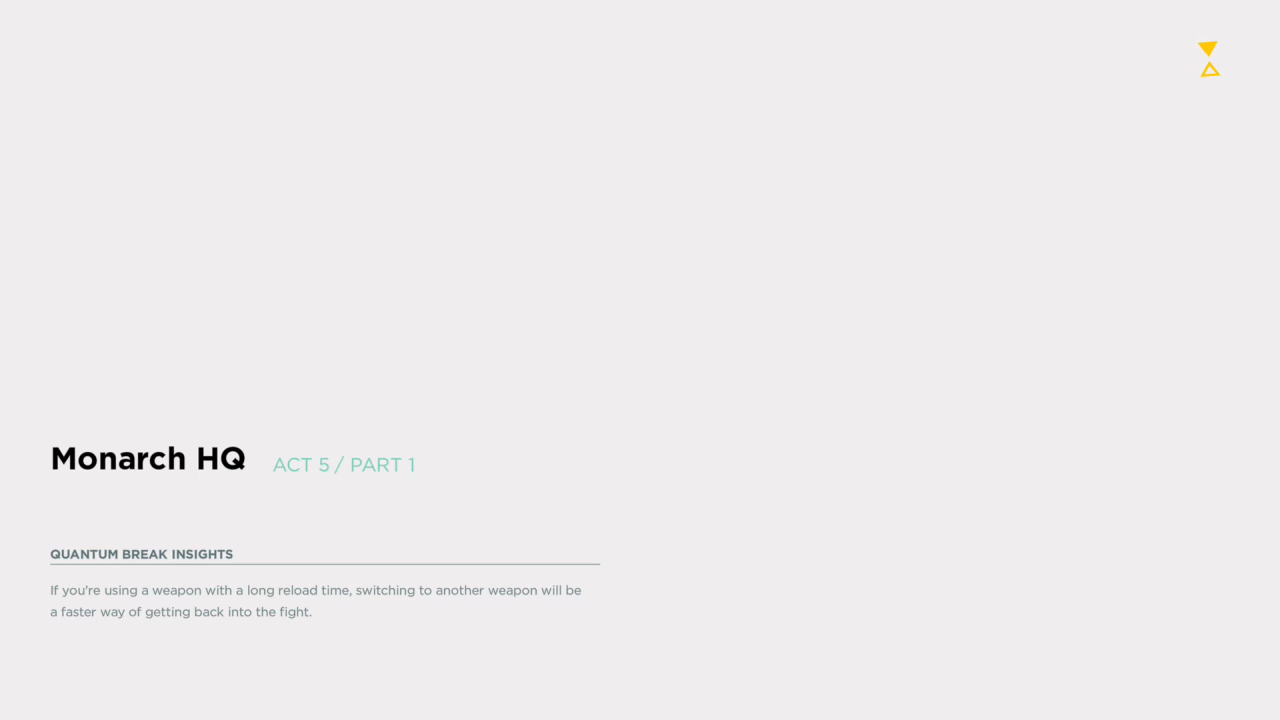 Monarch HQ ACT 5 / PART 1
QUANTUM BREAK INSIGHTS
If you're using a weapon with a long reload time, switching to another weapon will be
a faster way of getting back into the fight.